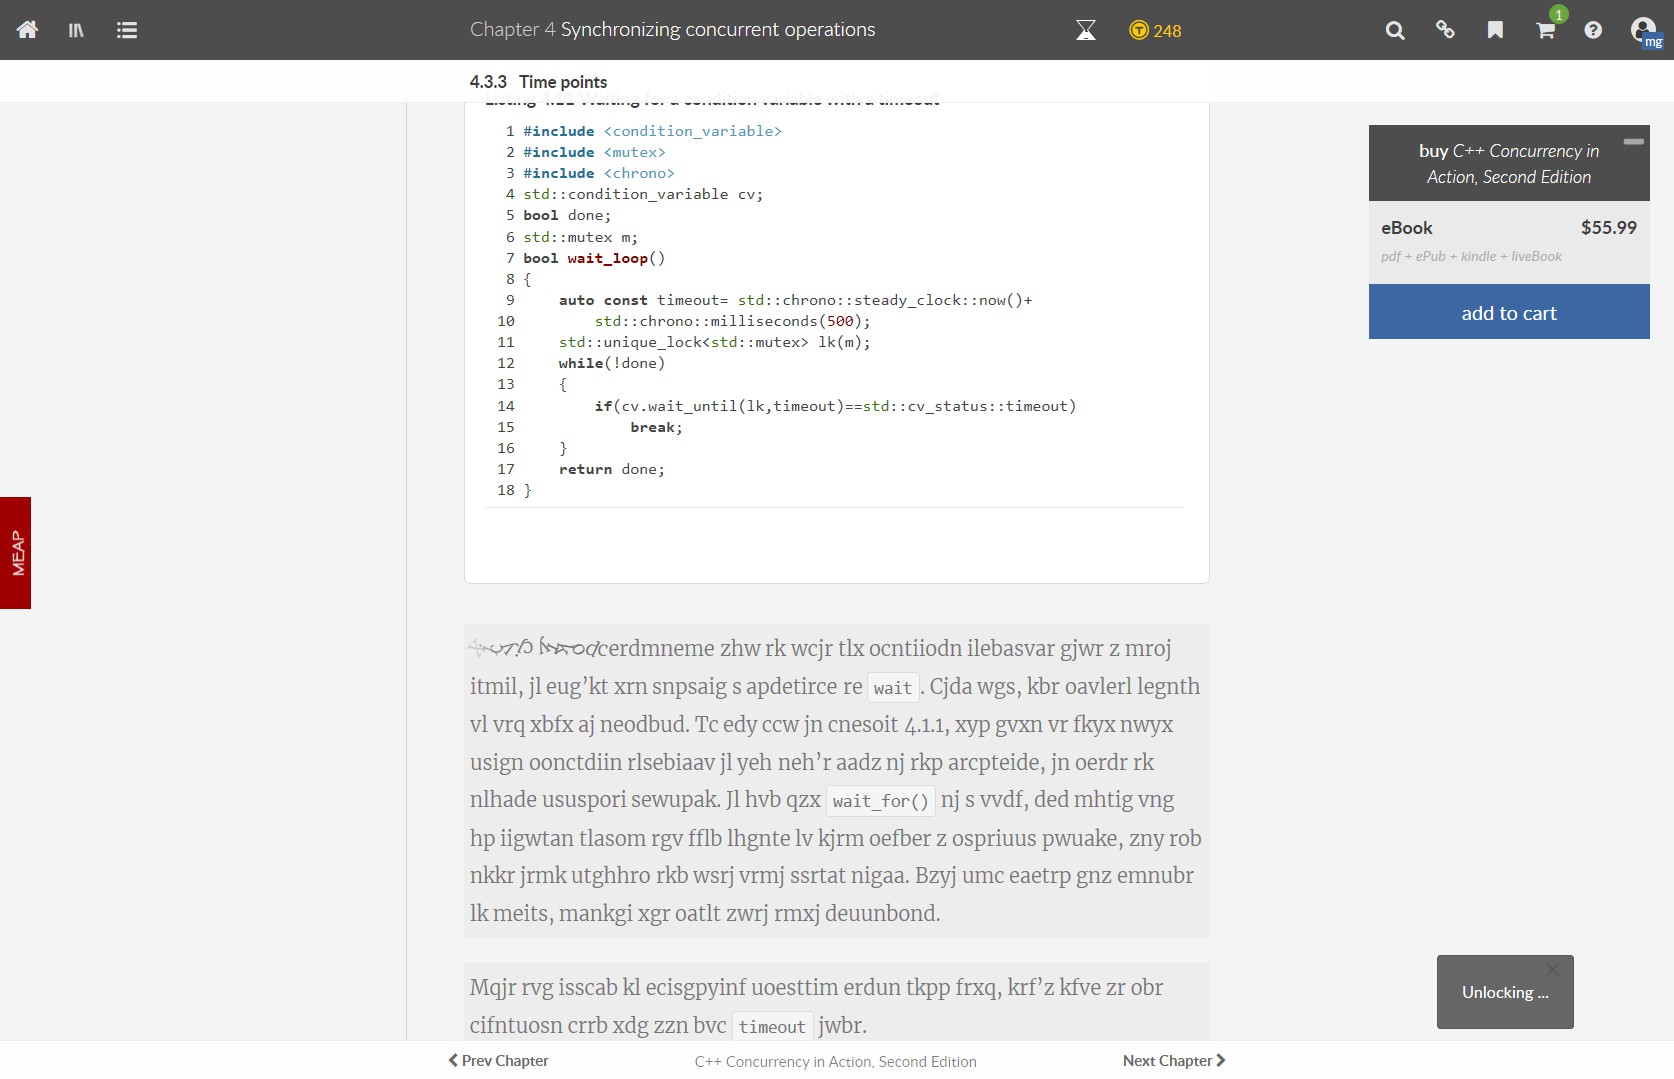 Chapter 4 Synchronizing concurrent operations
248
1
mg
4.3.3 Time points
Listing 4.11 Waiting for a condition variable with a timeout
1 #include <condition_variable>
2 #include <mutex>
3 #include <chrono>
4 std::condition_variable cv;
5 bool done;
6 std::mutex m;
7 bool wait_loop()
8 {
9 auto const timeout= std::chrono::steady_clock::now()+
10 std::chrono::milliseconds(500);
11 std::unique_lock<std::mutex> lk(m);
12 while(!done)
13 {
14 if(cv.wait_until(lk,timeout)==std::cv_status::timeout)
15 break;
16 }
17 return done;
18 }
buy C++ Concurrency in
Action, Second Edition
eBook $55.99
pdf + ePub + kindle + liveBook
add to cart
MEAP
cerdmneme zhw rk wcjr tlx ocntiiodn ilebasvar gjwr z mroj
itmil, jl eug’kt xrn snpsaig s apdetirce re wait. Cjda wgs, kbr oavlerl legnth
vl vrq xbfx aj neodbud. Tc edy ccw jn cnesoit 4.1.1, xyp gvxn vr fkyx nwyx
usign oonctdiin rlsebiaav jl yeh neh’r aadz nj rkp arcpteide, jn oerdr rk
nlhade ususpori sewupak. Jl hvb qzx wait_for() nj s vvdf, ded mhtig vng
hp iigwtan tlasom rgv fflb lhgnte lv kjrm oefber z ospriuus pwuake, zny rob
nkkr jrmk utghhro rkb wsrj vrmj ssrtat nigaa. Bzyj umc eaetrp gnz emnubr
lk meits, mankgi xgr oatlt zwrj rmxj deuunbond.
Mqjr rvg isscab kl ecisgpyinf uoesttim erdun tkpp frxq, krf’z kfve zr obr
cifntuosn crrb xdg zzn bvc timeout jwbr.
Unlocking ...
Prev Chapter
C++ Concurrency in Action, Second Edition
Next Chapter